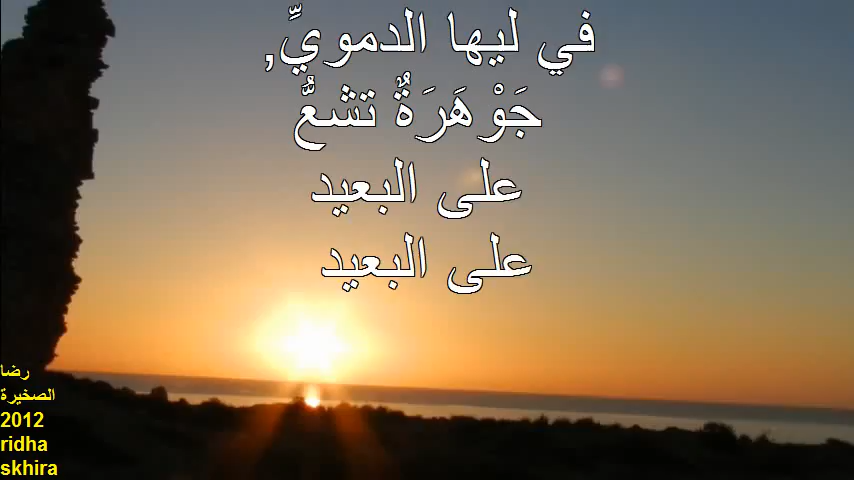 في ليها الدمويِّ,
جَوْهَرَةٌ تشعُّ
على البعيد
على البعيد
رضا
الصخيرة
2012
ridha
skhira